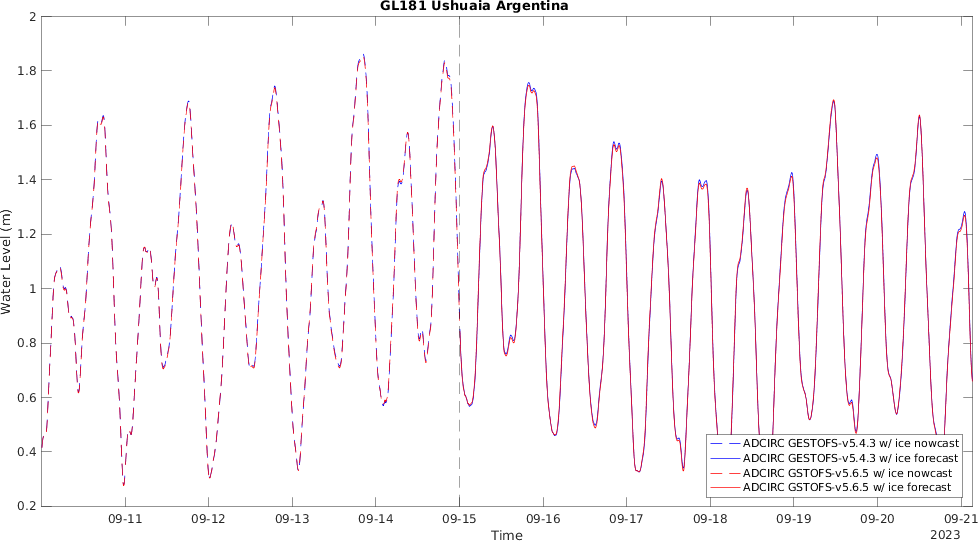 GL181 Ushuaia Argentina
2
1.8
1.6
1.4
1.2
1
0.8
0.6
0.4
0.2
Water Level (m)
ADCIRC GESTOFS-v5.4.3 w/ ice nowcast
ADCIRC GESTOFS-v5.4.3 w/ ice forecast
ADCIRC GSTOFS-v5.6.5 w/ ice nowcast
ADCIRC GSTOFS-v5.6.5 w/ ice forecast
09-11 09-12 09-13 09-14 09-15 09-16 09-17 09-18 09-19 09-20 09-21
Time 2023